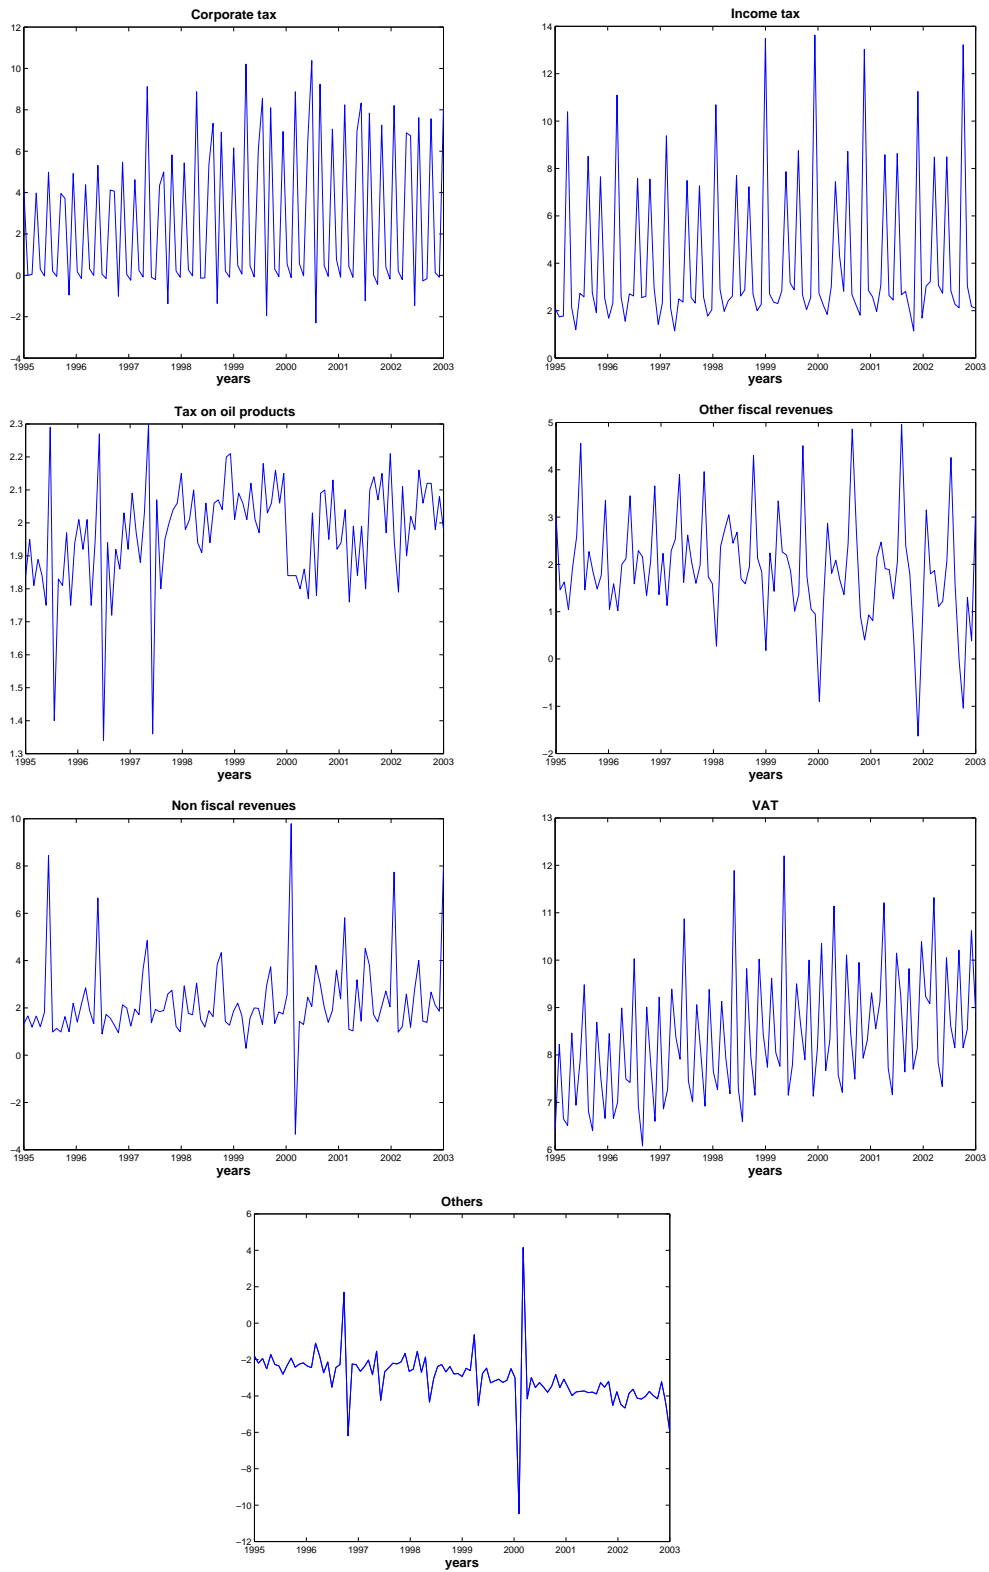 Corporate tax
12
10
8
6
4
2
0
−2
−4
1995 1996 1997 1998 1999 2000 2001 2002 2003
years
Income tax
14
12
10
8
6
4
2
0
1995 1996 1997 1998 1999 2000 2001 2002 2003
years
Tax on oil products
2.3
2.2
2.1
2
1.9
1.8
1.7
1.6
1.5
1.4
1.3
1995 1996 1997 1998 1999 2000 2001 2002 2003
years
Other fiscal revenues
5
4
3
2
1
0
−1
−2
1995 1996 1997 1998 1999 2000 2001 2002 2003
years
Non fiscal revenues
10
8
6
4
2
0
−2
−4
1995 1996 1997 1998 1999 2000 2001 2002 2003
years
VAT
13
12
11
10
9
8
7
6
1995 1996 1997 1998 1999 2000 2001 2002 2003
years
Others
6
4
2
0
−2
−4
−6
−8
−10
−12
1995 1996 1997 1998 1999 2000 2001 2002 2003
years